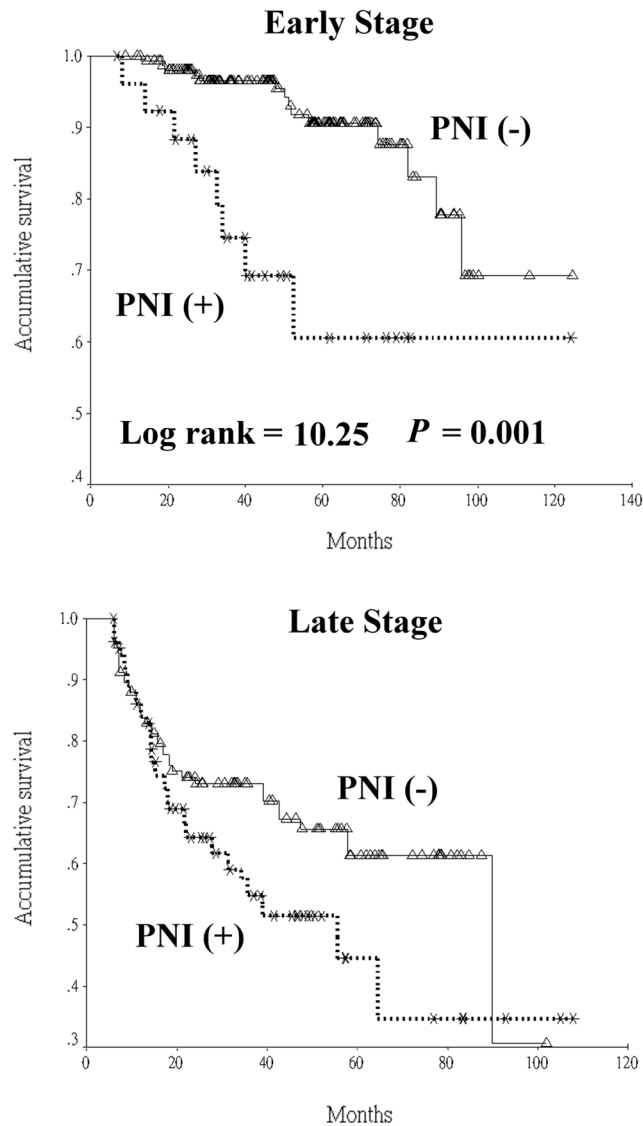 Early Stage
1.0
.9
.8
.7
.6
.5
.4
Accumulative survival
PNI (-)
PNI (+)
Log rank = 10.25 P = 0.001
0 20 40 60 80 100 120 140
Months
Late Stage
1.0
.9
.8
.7
.6
.5
.4
.3
Accumulative survival
PNI (-)
PNI (+)
0 20 40 60 80 100 120
Months